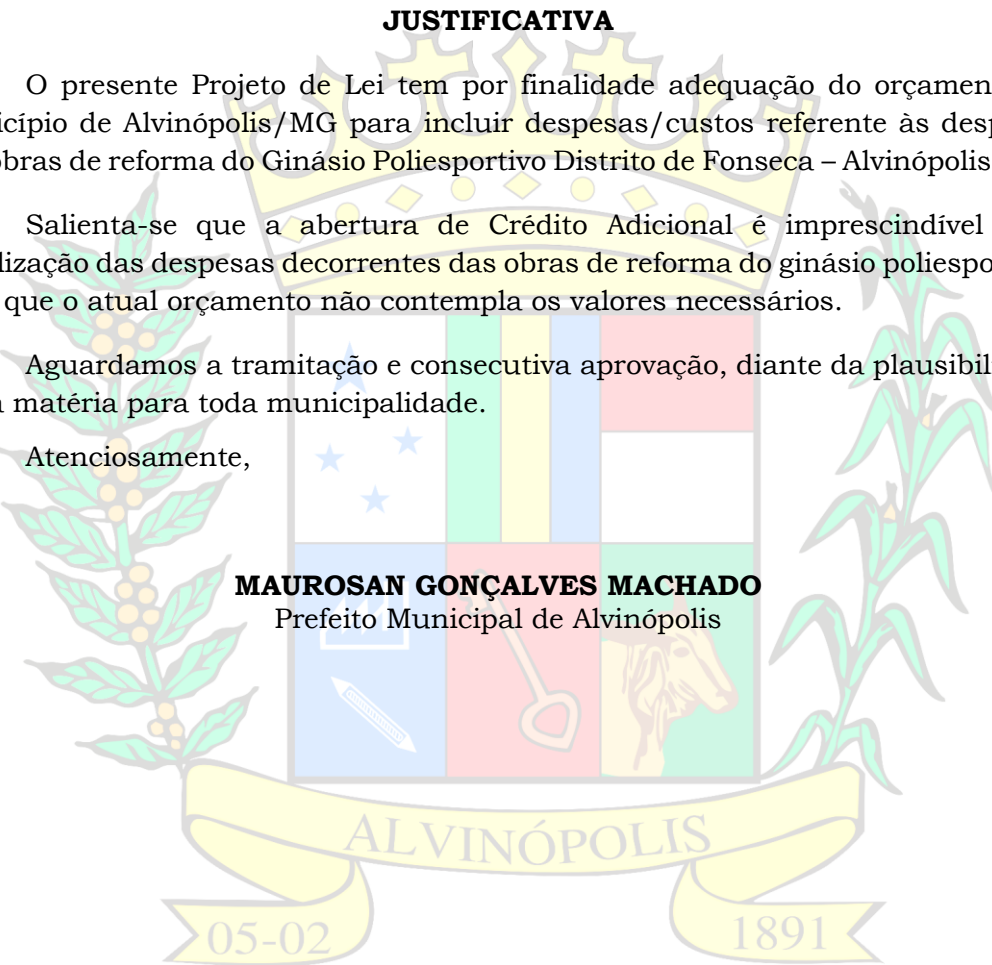 JUSTIFICATIVA
O presente Projeto de Lei tem por finalidade adequação do orçamen
icípio de Alvinópolis/MG para incluir despesas/custos referente às desp
obras de reforma do Ginásio Poliesportivo Distrito de Fonseca – Alvinópolis
Salienta-se que a abertura de Crédito Adicional é imprescindível
lização das despesas decorrentes das obras de reforma do ginásio poliespo
que o atual orçamento não contempla os valores necessários.
Aguardamos a tramitação e consecutiva aprovação, diante da plausibil
a matéria para toda municipalidade.
Atenciosamente,
MAUROSAN GONÇALVES MACHADO
Prefeito Municipal de Alvinópolis
ALVINÓPOLIS
05-02 1891